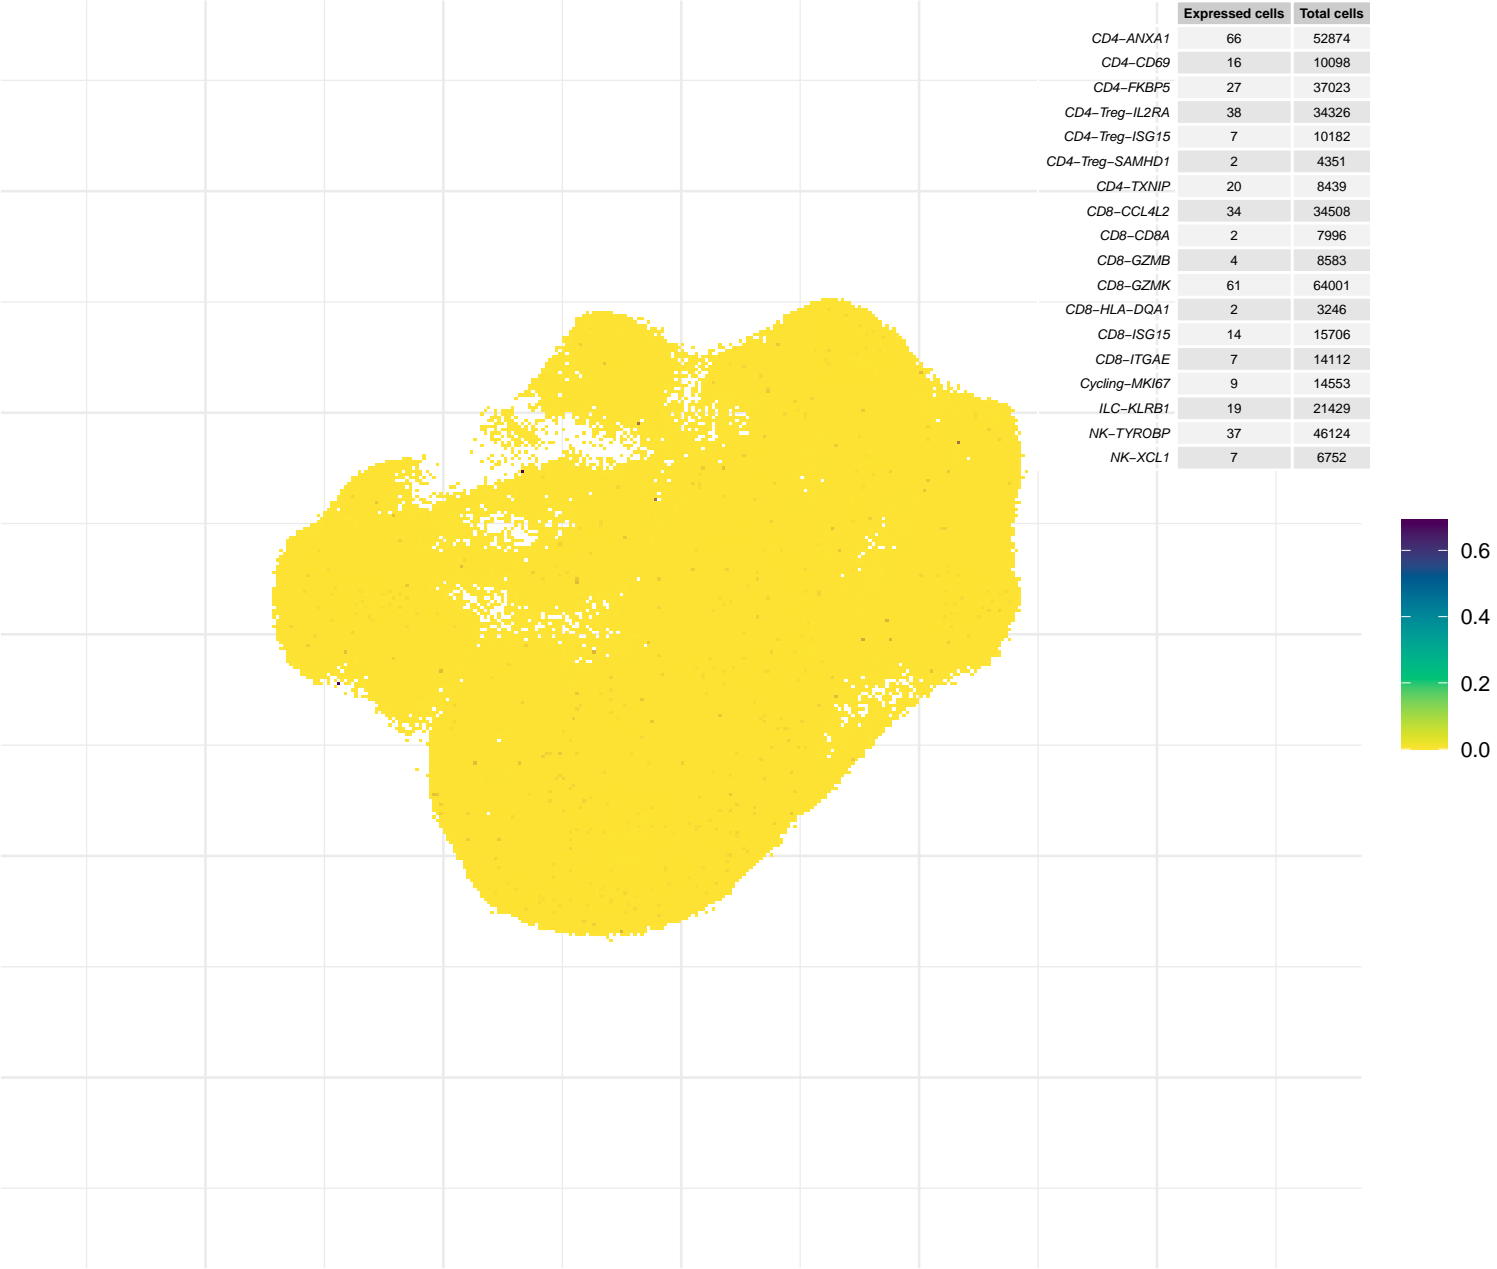 Expressed cells Total cells
CD4−ANXA1 66 52874
CD4−CD69 16 10098
CD4−FKBP5 27 37023
CD4−Treg−IL2RA 38 34326
CD4−Treg−ISG15 7 10182
CD4−Treg−SAMHD1 2 4351
CD4−TXNIP 20 8439
CD8−CCL4L2 34 34508
CD8−CD8A 2 7996
CD8−GZMB 4 8583
CD8−GZMK 61 64001
CD8−HLA−DQA1 2 3246
CD8−ISG15 14 15706
CD8−ITGAE 7 14112
Cycling−MKI67 9 14553
ILC−KLRB1 19 21429
NK−TYROBP 37 46124
NK−XCL1 7 6752
0.6
0.4
0.2
0.0